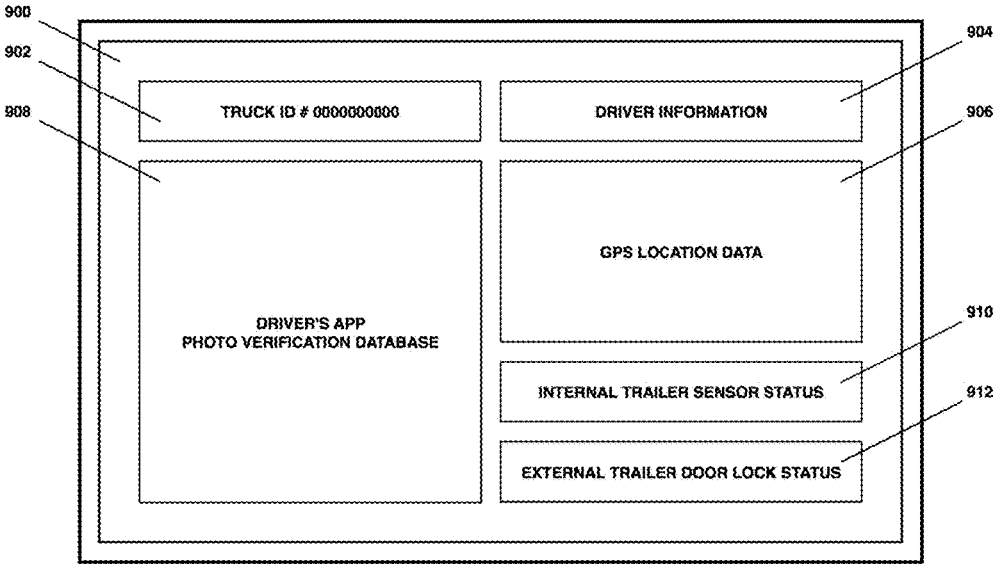 900
902
904
TRUCK ID # 0000000000
DRIVER INFORMATION
908
906
GPS LOCATION DATA
DRIVER'S APP
PHOTO VERIFICATION DATABASE
910
INTERNAL TRAILER SENSOR STATUS
912
EXTERNAL TRAILER DOOR LOCK STATUS